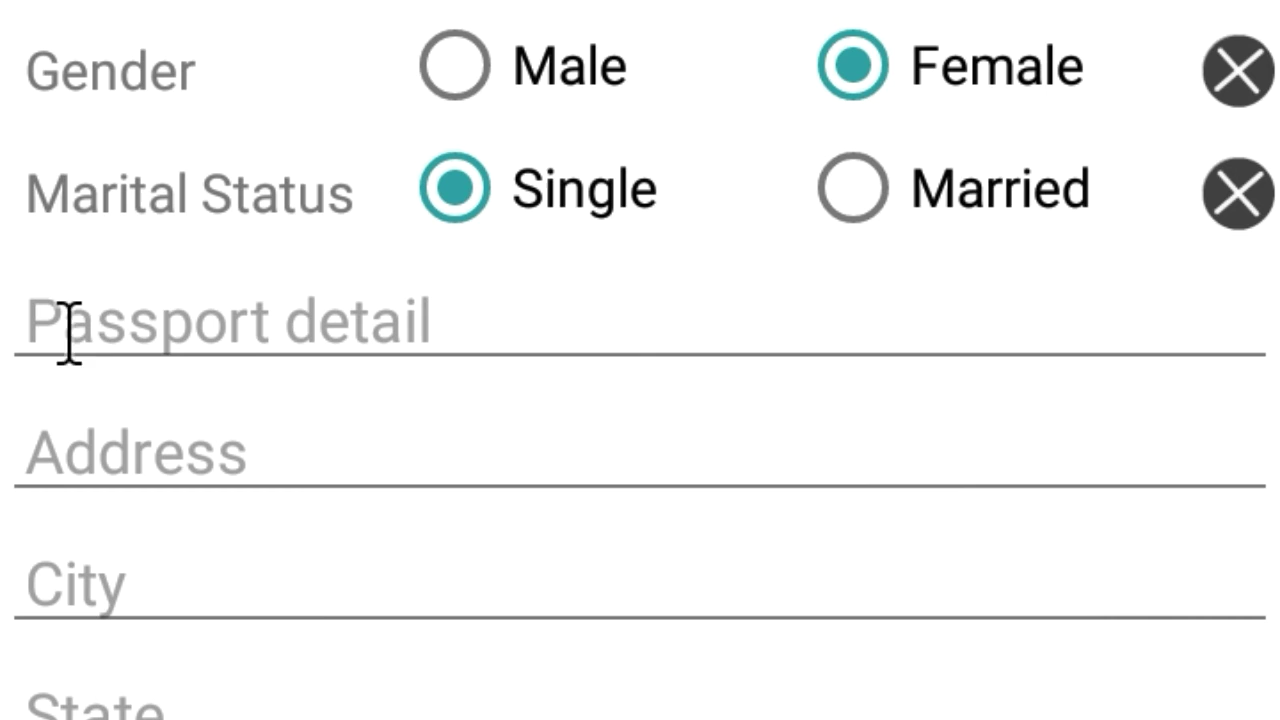 Gender Male Female
Marital Status Single Married
Passport detail
Address
City
State